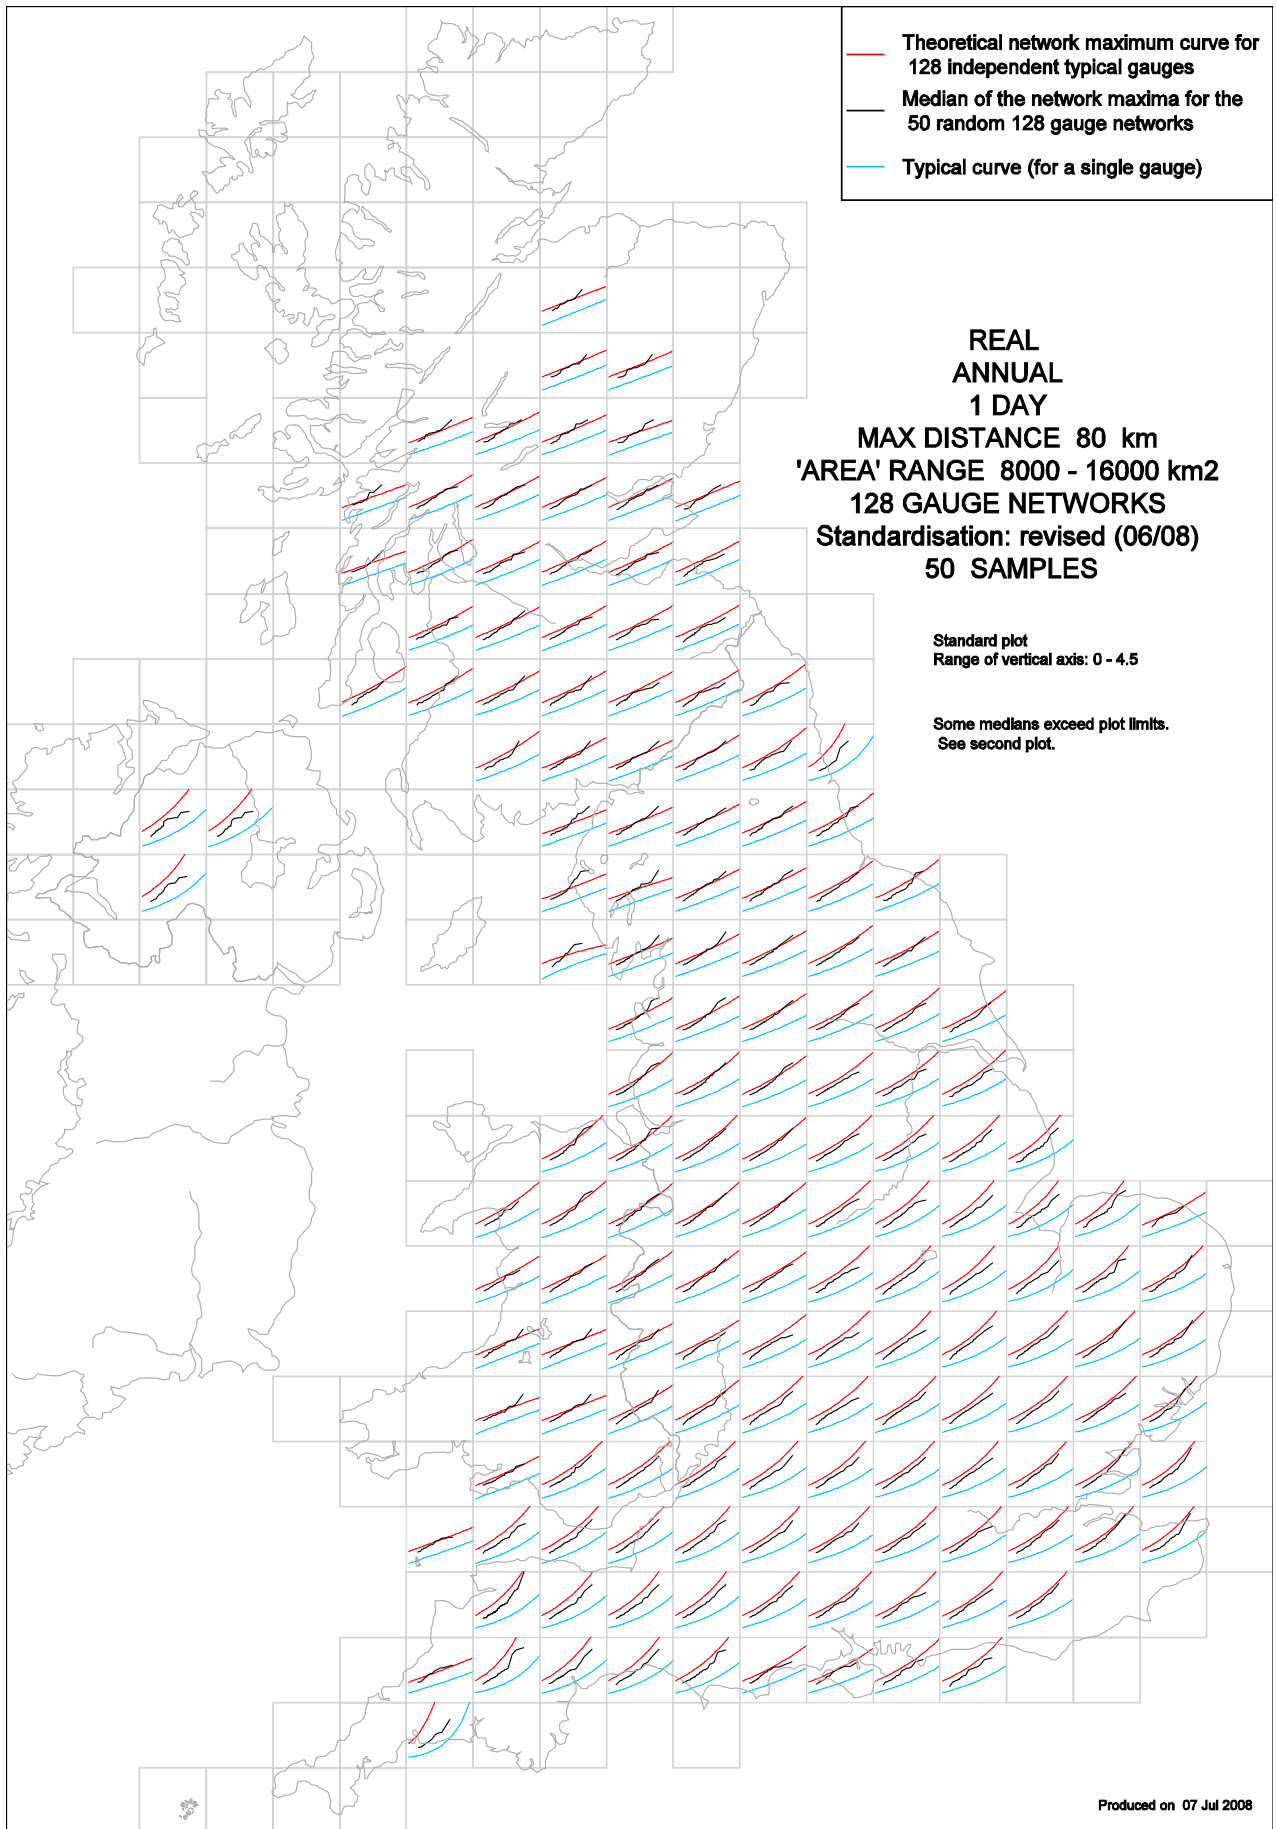 Theoretical network maximum curve for
128 independent typical gauges
Median of the network maxima for the
50 random 128 gauge networks
Typical curve (for a single gauge)
REAL
ANNUAL
1 DAY
MAX DISTANCE 80 km
'AREA' RANGE 8000 - 16000 km2
128 GAUGE NETWORKS
Standardisation: revised (06/08)
50 SAMPLES
Standard plot
Range of vertical axis: 0 - 4.5
Some medians exceed plot limits.
See second plot.
Produced on 07 Jul 2008